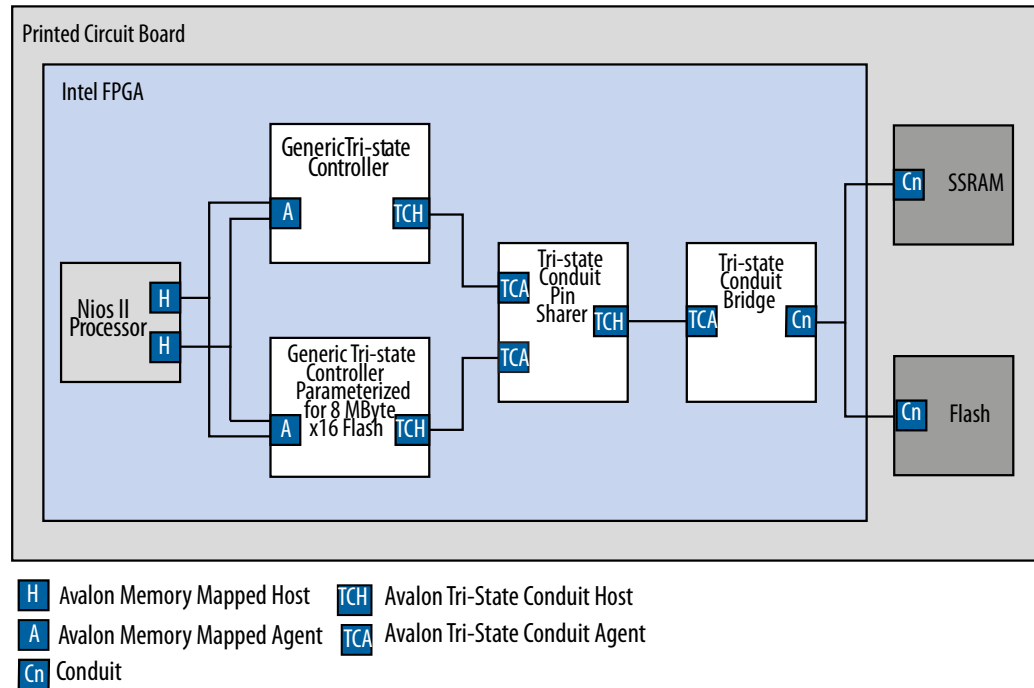 Printed Circuit Board
Intel FPGA
GenericTri-state
Controller
A
TCH
Nios II
Processor
H
H
Generic Tri-state
Controller
Parameterized
for 8 MByte
x16 Flash
A
TCH
Tri-state
Conduit
Pin
Sharer
TCA
TCA
TCH
Tri-state
Conduit
Bridge
TCA
Cn
Cn
SSRAM
Cn
Flash
H Avalon Memory Mapped Host
TCH Avalon Tri-State Conduit Host
A Avalon Memory Mapped Agent
TCA Avalon Tri-State Conduit Agent
Cn Conduit